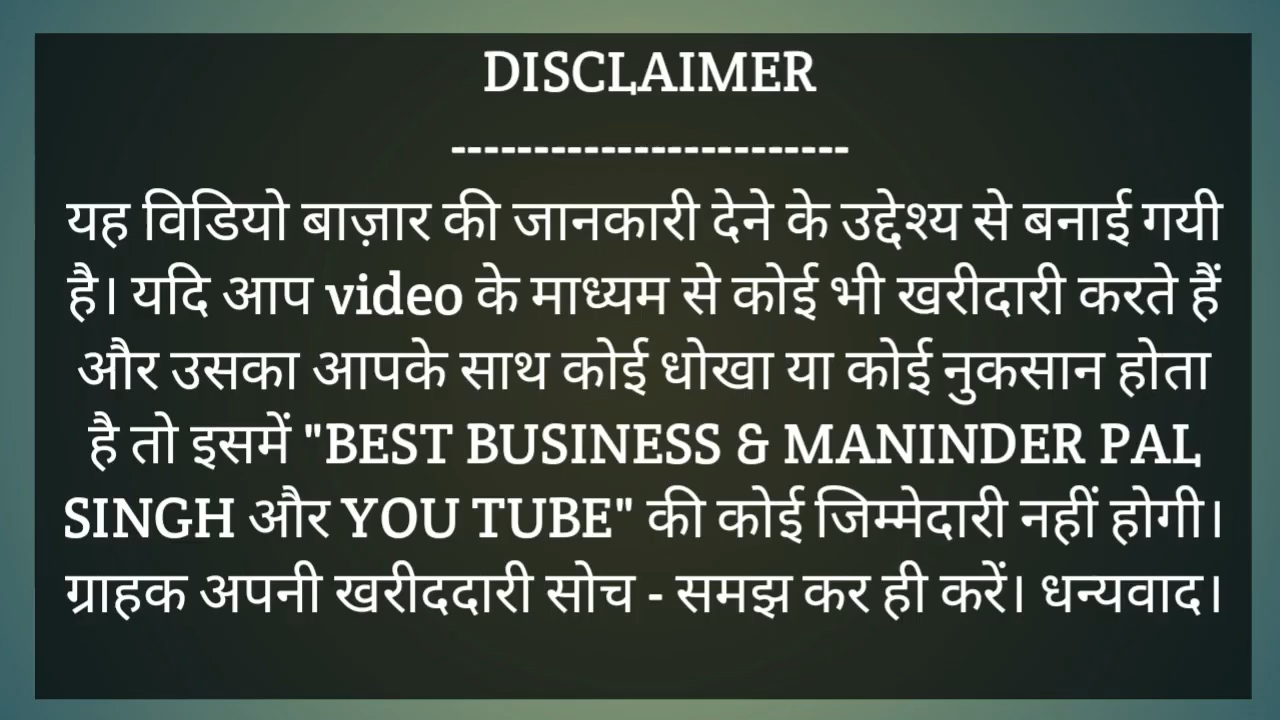 DISCLAIMER
------------------------
यह विडियो बाज़ार की जानकारी देने के उद्देश्य से बनाई गयी
है। यदि आप video के माध्यम से कोई भी खरीदारी करते हैं
और उसका आपके साथ कोई धोखा या कोई नुकसान होता
है तो इसमें "BEST BUSINESS & MANINDER PAL
SINGH और YOU TUBE" की कोई जिम्मेदारी नहीं होगी।
ग्राहक अपनी खरीददारी सोच - समझ कर ही करें। धन्यवाद।